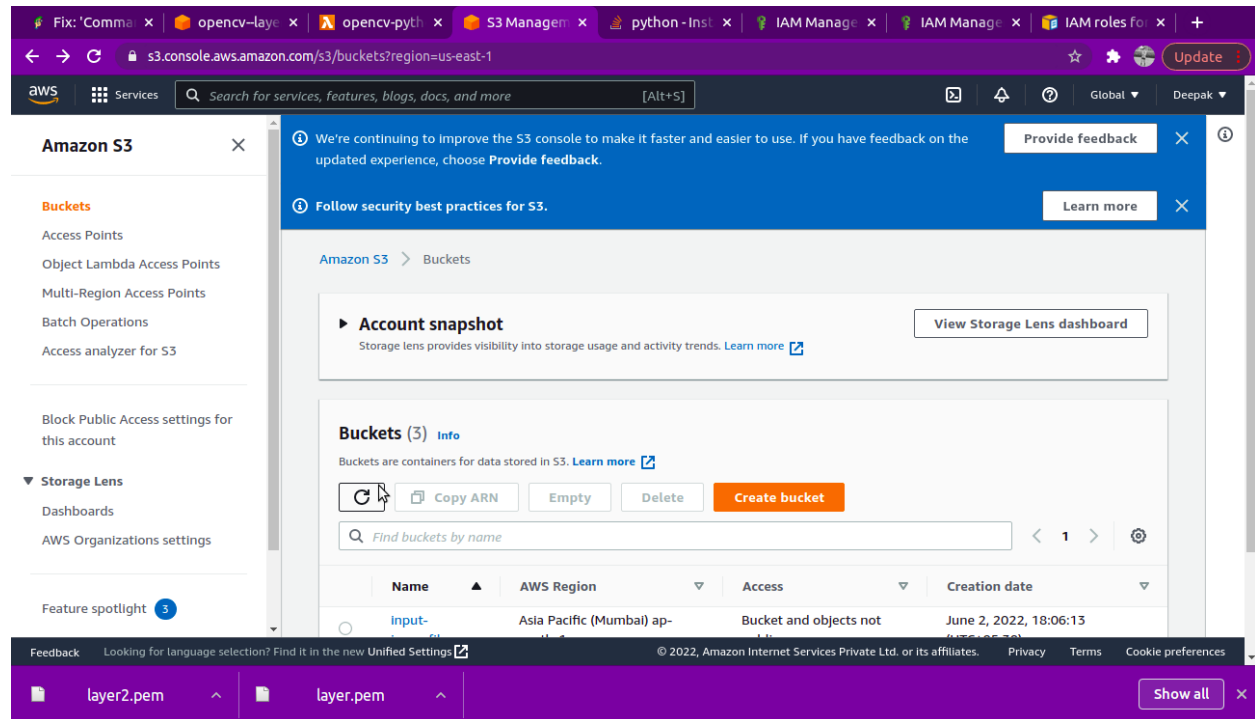 Fix: 'Comma
opencv-laye
opencv-pyth
S3 Managem
python - Inst
IAM Manage
IAM Manage
IAM roles for
s3.console.aws.amazon.com/s3/buckets?region=us-east-1
Update
aws
Services
Search for services, features, blogs, docs, and more
[Alt+S]
Global
Deepak
Amazon S3
Buckets
Access Points
Object Lambda Access Points
Multi-Region Access Points
Batch Operations
Access analyzer for S3
Block Public Access settings for
this account
Storage Lens
Dashboards
AWS Organizations settings
Feature spotlight 3
We're continuing to improve the S3 console to make it faster and easier to use. If you have feedback on the
updated experience, choose Provide feedback.
Provide feedback
Follow security best practices for S3.
Learn more
Amazon S3 > Buckets
Account snapshot
Storage lens provides visibility into storage usage and activity trends. Learn more
View Storage Lens dashboard
Buckets (3) Info
Buckets are containers for data stored in S3. Learn more
Copy ARN
Empty
Delete
Create bucket
Find buckets by name
1
Name
AWS Region
Access
Creation date
input-
Asia Pacific (Mumbai) ap-
Bucket and objects not
June 2, 2022, 18:06:13
Feedback
Looking for language selection? Find it in the new Unified Settings
© 2022, Amazon Internet Services Private Ltd. or its affiliates.
Privacy
Terms
Cookie preferences
layer2.pem
layer.pem
Show all